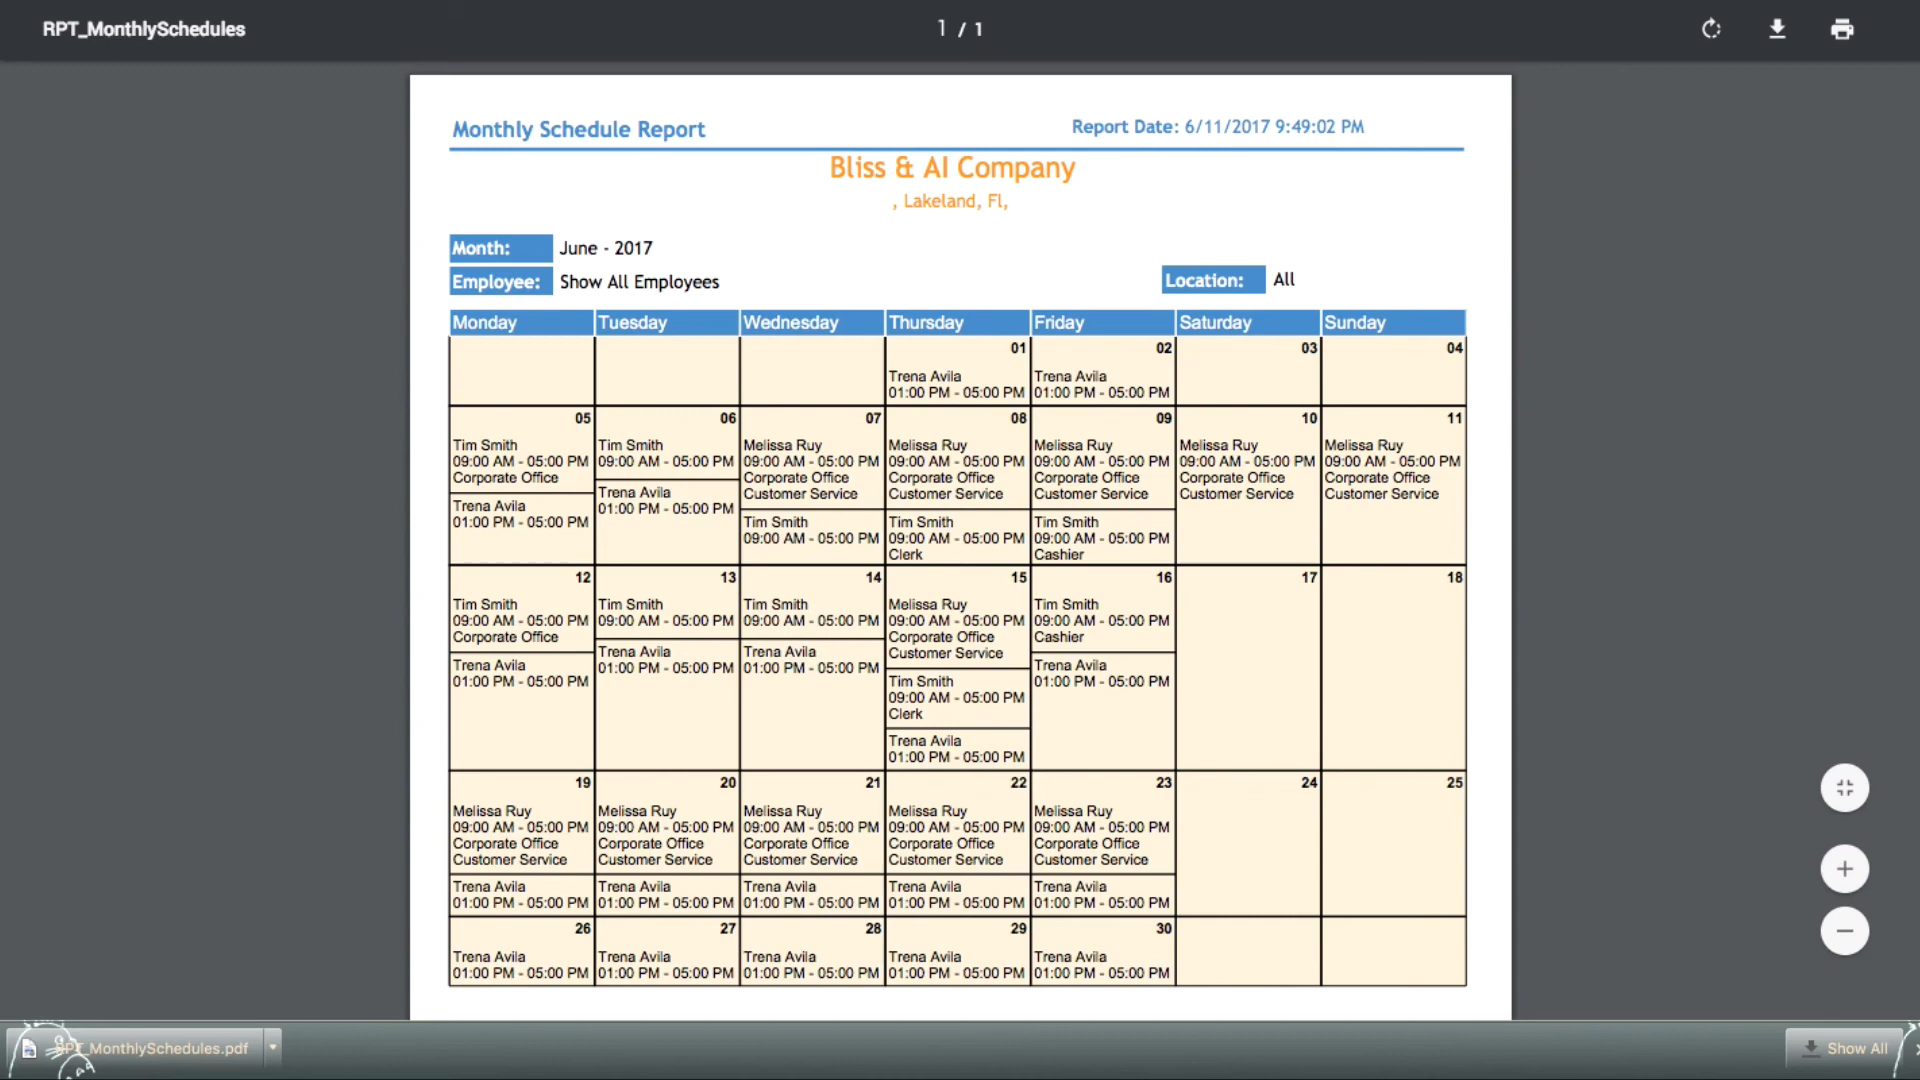 RPT_MonthlySchedules
1 / 1
Monthly Schedule Report
Report Date: 6/11/2017 9:49:02 PM
Bliss & AI Company
, Lakeland, Fl,
Month: June - 2017
Employee: Show All Employees
Location: All
Monday Tuesday Wednesday Thursday Friday Saturday Sunday
01
Trena Avila
01:00 PM - 05:00 PM
02
Trena Avila
01:00 PM - 05:00 PM
03
04
05
Tim Smith
09:00 AM - 05:00 PM
Corporate Office
Trena Avila
01:00 PM - 05:00 PM
06
Tim Smith
09:00 AM - 05:00 PM
Trena Avila
01:00 PM - 05:00 PM
07
Melissa Ruy
09:00 AM - 05:00 PM
Corporate Office
Customer Service
Tim Smith
09:00 AM - 05:00 PM
08
Melissa Ruy
09:00 AM - 05:00 PM
Corporate Office
Customer Service
Tim Smith
09:00 AM - 05:00 PM
Clerk
09
Melissa Ruy
09:00 AM - 05:00 PM
Corporate Office
Customer Service
Tim Smith
09:00 AM - 05:00 PM
Cashier
10
Melissa Ruy
09:00 AM - 05:00 PM
Corporate Office
Customer Service
11
Melissa Ruy
09:00 AM - 05:00 PM
Corporate Office
Customer Service
12
Tim Smith
09:00 AM - 05:00 PM
Corporate Office
Trena Avila
01:00 PM - 05:00 PM
13
Tim Smith
09:00 AM - 05:00 PM
Trena Avila
01:00 PM - 05:00 PM
14
Tim Smith
09:00 AM - 05:00 PM
Trena Avila
01:00 PM - 05:00 PM
15
Melissa Ruy
09:00 AM - 05:00 PM
Corporate Office
Customer Service
Tim Smith
09:00 AM - 05:00 PM
Clerk
Trena Avila
01:00 PM - 05:00 PM
16
Tim Smith
09:00 AM - 05:00 PM
Cashier
Trena Avila
01:00 PM - 05:00 PM
17
18
19
Melissa Ruy
09:00 AM - 05:00 PM
Corporate Office
Customer Service
Trena Avila
01:00 PM - 05:00 PM
20
Melissa Ruy
09:00 AM - 05:00 PM
Corporate Office
Customer Service
Trena Avila
01:00 PM - 05:00 PM
21
Melissa Ruy
09:00 AM - 05:00 PM
Corporate Office
Customer Service
Trena Avila
01:00 PM - 05:00 PM
22
Melissa Ruy
09:00 AM - 05:00 PM
Corporate Office
Customer Service
Trena Avila
01:00 PM - 05:00 PM
23
Melissa Ruy
09:00 AM - 05:00 PM
Corporate Office
Customer Service
Trena Avila
01:00 PM - 05:00 PM
24
25
26
Trena Avila
01:00 PM - 05:00 PM
27
Trena Avila
01:00 PM - 05:00 PM
28
Trena Avila
01:00 PM - 05:00 PM
29
Trena Avila
01:00 PM - 05:00 PM
30
Trena Avila
01:00 PM - 05:00 PM
RPT_MonthlySchedules.pdf
Show All